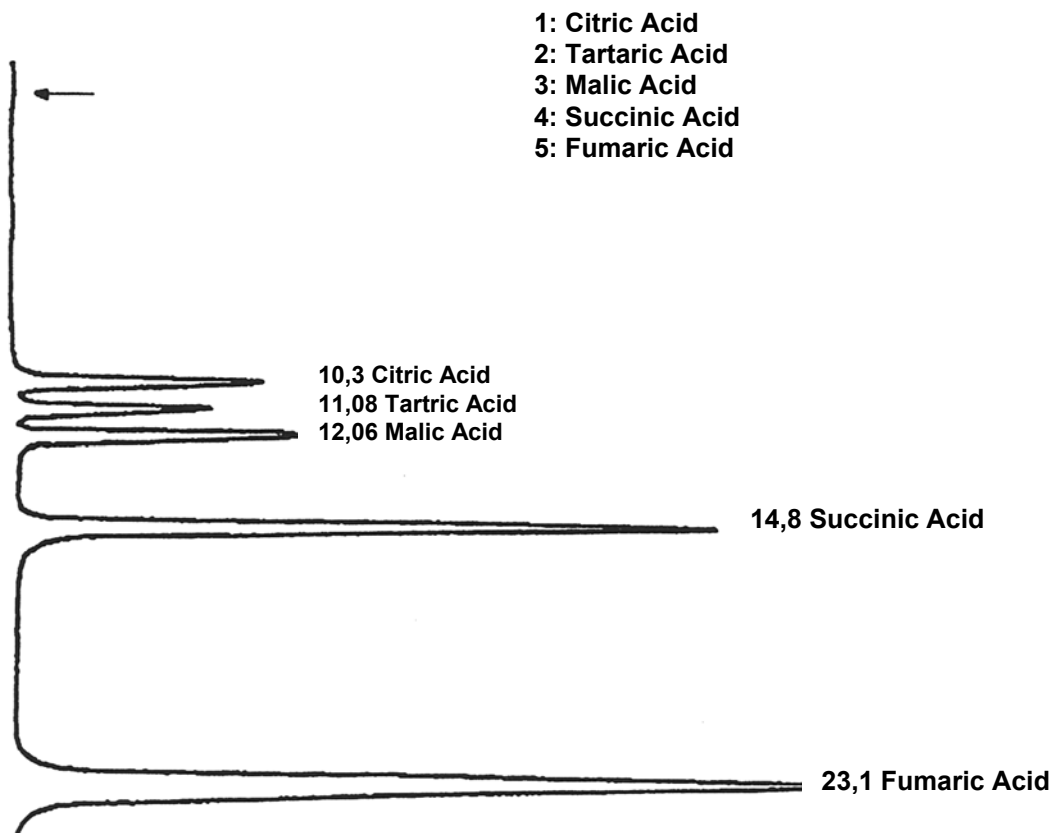 1: Citric Acid
2: Tartaric Acid
3: Malic Acid
4: Succinic Acid
5: Fumaric Acid
10,3 Citric Acid
11,08 Tartric Acid
12,06 Malic Acid
14,8 Succinic Acid
23,1 Fumaric Acid